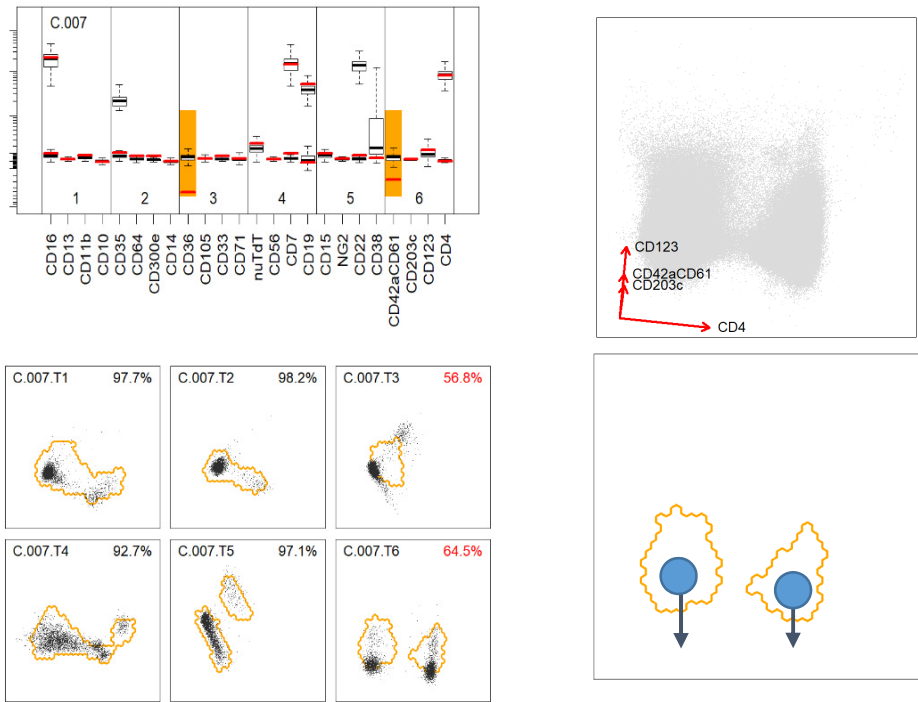 C.007
1 2 3 4 5 6
CD16
CD13
CD11b
CD10
CD35
CD64
CD300e
CD14
CD36
CD105
CD33
CD71
nuTdT
CD56
CD7
CD19
CD15
NG2
CD22
CD38
CD42aCD61
CD203c
CD123
CD4
CD123
CD42aCD61
CD203c
CD4
C.007.T1 97.7%
C.007.T2 98.2%
C.007.T3 56.8%
C.007.T4 92.7%
C.007.T5 97.1%
C.007.T6 64.5%